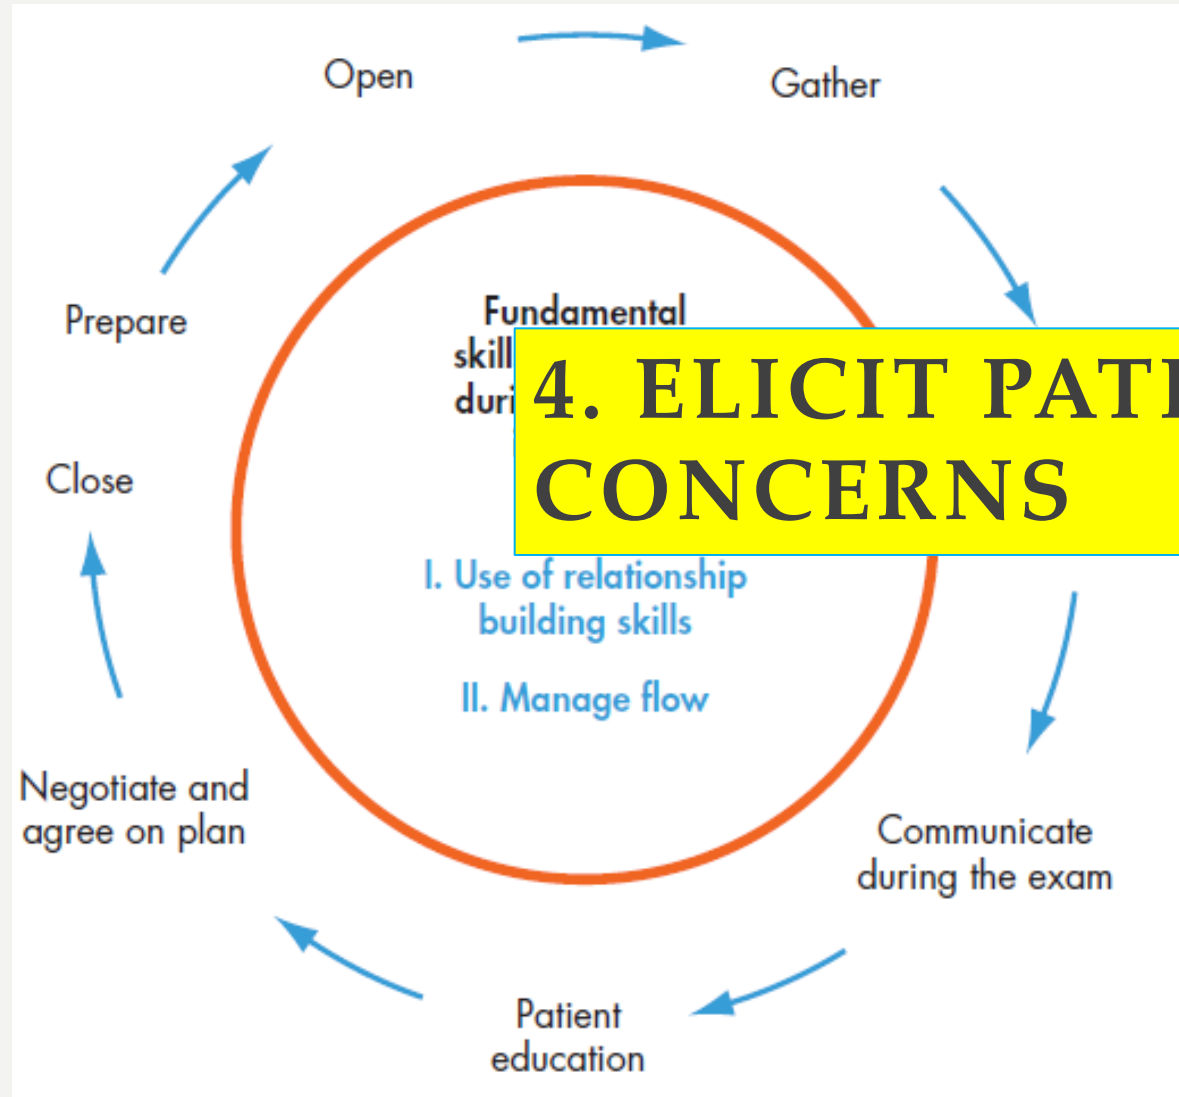 Open
Gather
Prepare
Fundamental
skill
duri
4. ELICIT PATI
CONCERNS
Close
I. Use of relationship
building skills
II. Manage flow
Negotiate and
agree on plan
Communicate
during the exam
Patient
education